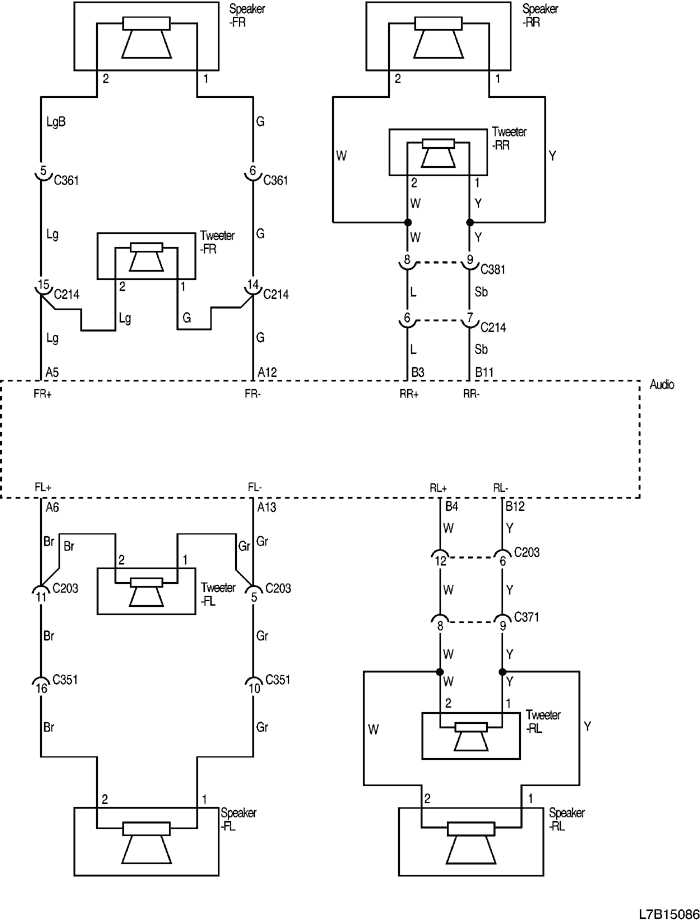 Speaker
-FR
2
1
LgB
G
5
C361
6
C361
Lg
G
Tweeter
-FR
2
1
15
C214
14
C214
Lg
G
Lg
G
A5
A12
FR+
FR-
Speaker
-RR
2
1
W
Y
Tweeter
-RR
2
1
W
Y
W
Y
8
9
C381
L
Sb
6
7
C214
L
Sb
B3
B11
RR+
RR-
Audio
FL+
FL-
A6
A13
Br
Br
Gr
Gr
2
1
Tweeter
-FL
11
C203
5
C203
Br
Gr
16
C351
10
C351
Br
Gr
2
1
Speaker
-FL
RL+
RL-
B4
B12
W
Y
12
6
C203
W
Y
8
9
C371
W
Y
W
Y
2
1
Tweeter
-RL
W
Y
2
1
Speaker
-RL
L7B15086